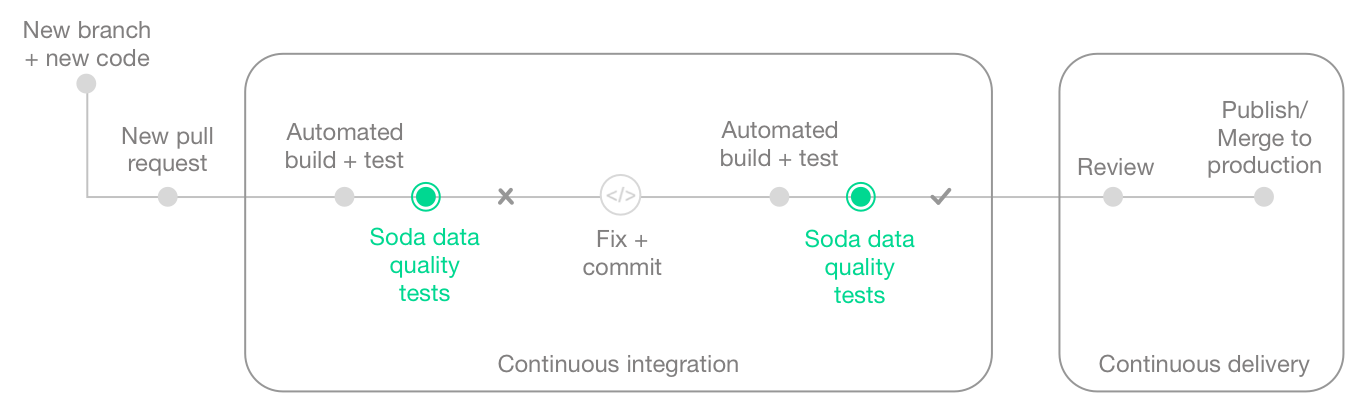 New branch
+ new code
New pull
request
Automated
build + test
Soda data
quality
tests
</>
Fix +
commit
Automated
build + test
Soda data
quality
tests
Continuous integration
Review
Publish/
Merge to
production
Continuous delivery